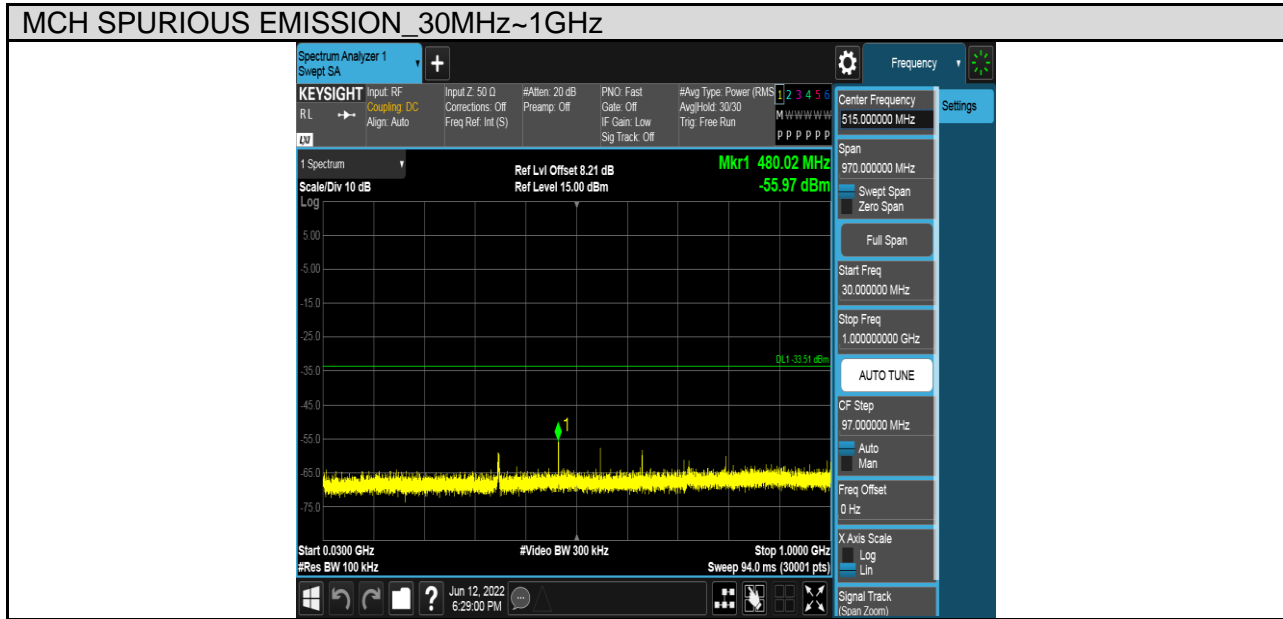 MCH SPURIOUS EMISSION_30MHz~1GHz
Spectrum Analyzer 1
Swept SA
+
Frequency
KEYSIGHT
RL
LXI
Input: RF
Coupling: DC
Align: Auto
Input Z: 50 Ω
Corrections: Off
Freq Ref: Int (S)
#Atten: 20 dB
Preamp: Off
PNO: Fast
Gate: Off
IF Gain: Low
Sig Track: Off
#Avg Type: Power (RMS
Avg|Hold: 30/30
Trig: Free Run
1 2 3 4 5 6
M W W W W W
P P P P P P
1 Spectrum
Scale/Div 10 dB
Log
Ref Lvl Offset 8.21 dB
Ref Level 15.00 dBm
Mkr1 480.02 MHz
-55.97 dBm
5.00
-5.00
-15.0
-25.0
DL1 -33.51 dBm
-35.0
-45.0
1
-55.0
-65.0
-75.0
Start 0.0300 GHz
#Res BW 100 kHz
#Video BW 300 kHz
Stop 1.0000 GHz
Sweep 94.0 ms (30001 pts)
?
Jun 12, 2022
6:29:00 PM
Center Frequency
515.000000 MHz
Settings
Span
970.000000 MHz
Swept Span
Zero Span
Full Span
Start Freq
30.000000 MHz
Stop Freq
1.000000000 GHz
AUTO TUNE
CF Step
97.000000 MHz
Auto
Man
Freq Offset
0 Hz
X Axis Scale
Log
Lin
Signal Track
(Span Zoom)